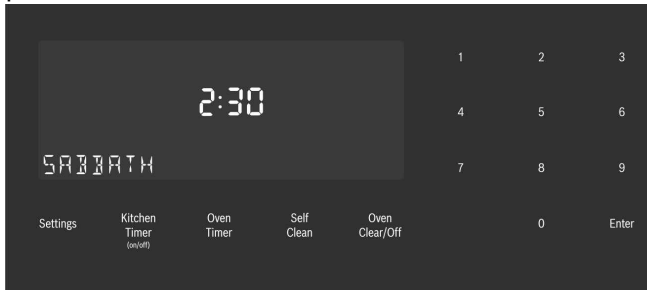 2:30
SABBATH
1 2 3
4 5 6
7 8 9
0 Enter
Settings
Kitchen Timer (on/off)
Oven Timer
Self Clean
Oven Clear/Off